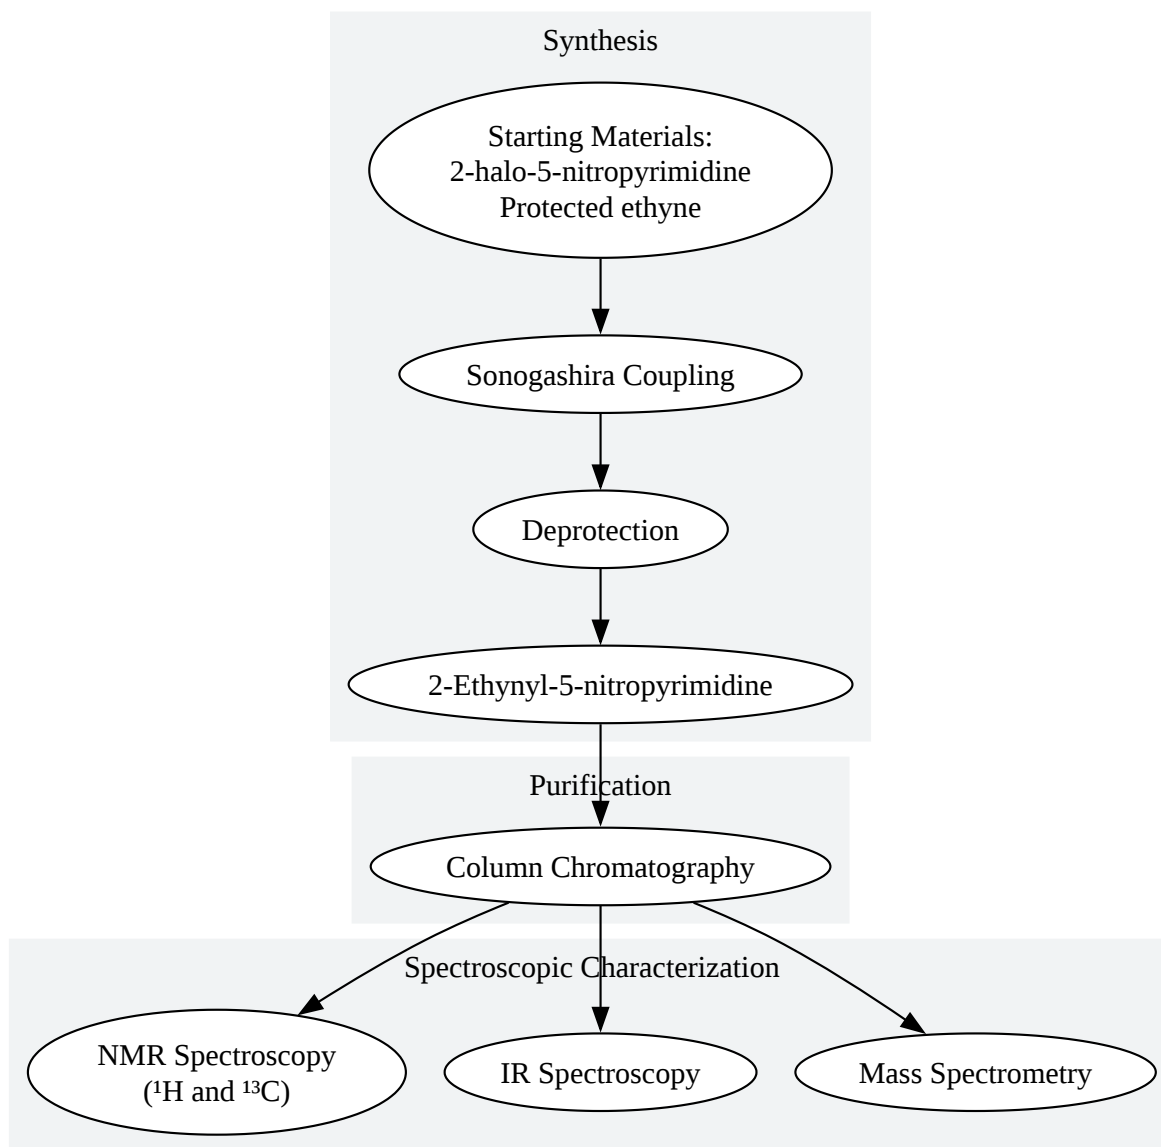 Synthesis
Starting Materials:
2-halo-5-nitropyrimidine
Protected ethyne
Sonogashira Coupling
Deprotection
2-Ethynyl-5-nitropyrimidine
Purification
Column Chromatography
Spectroscopic Characterization
NMR Spectroscopy
(¹H and ¹³C)
IR Spectroscopy
Mass Spectrometry